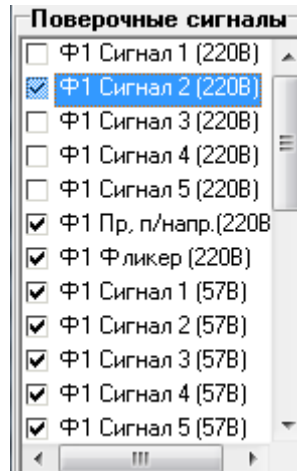 Поверочные сигналы
Ф1 Сигнал 1 (220В)
Ф1 Сигнал 2 (220В)
Ф1 Сигнал 3 (220В)
Ф1 Сигнал 4 (220В)
Ф1 Сигнал 5 (220В)
Ф1 Пр, п/напр.(220В
Ф1 Фликер (220В)
Ф1 Сигнал 1 (57В)
Ф1 Сигнал 2 (57В)
Ф1 Сигнал 3 (57В)
Ф1 Сигнал 4 (57В)
Ф1 Сигнал 5 (57В)